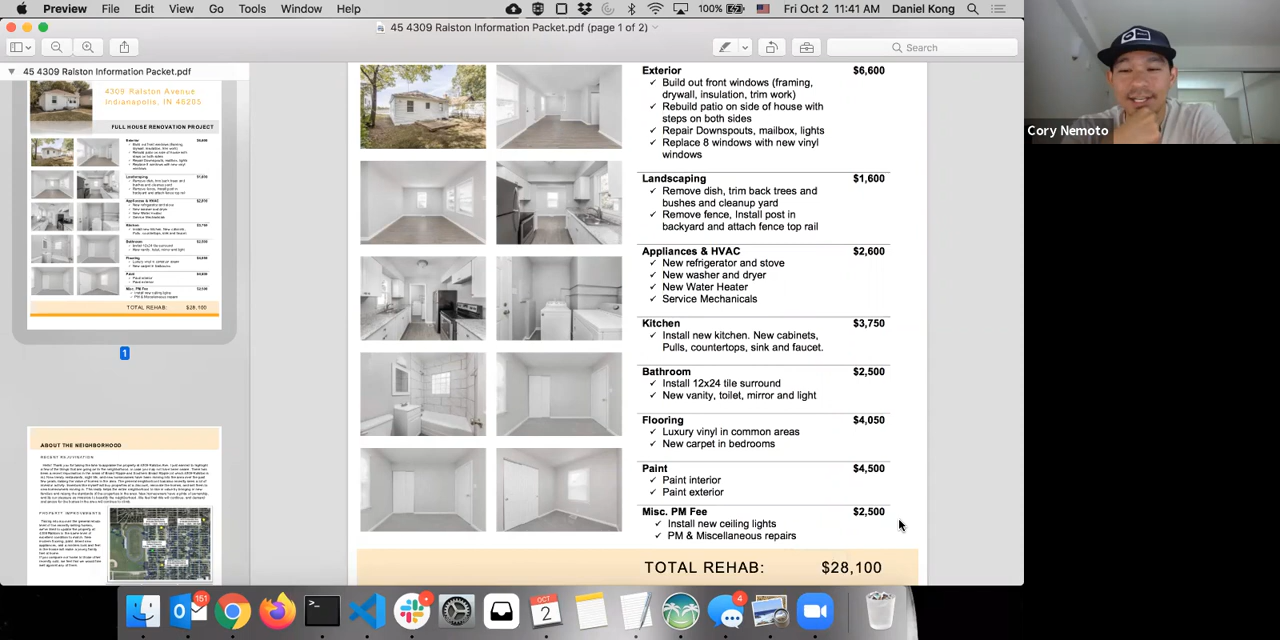 Preview File Edit View Go Tools Window Help 100% Fri Oct 2 11:41 AM Daniel Kong
45 4309 Ralston Information Packet.pdf (page 1 of 2)
Search
45 4309 Ralston Information Packet.pdf
4309 Ralston Avenue
Indianapolis, IN 46205
FULL HOUSE RENOVATION PROJECT
TOTAL REHAB: $28,100
1
ABOUT THE NEIGHBORHOOD
RECENT REJUVINATION
PROPERTY IMPROVEMENTS
Exterior $6,600
✓ Build out front windows (framing,
drywall, insulation, trim work)
✓ Rebuild patio on side of house with
steps on both sides
✓ Repair Downspouts, mailbox, lights
✓ Replace 8 windows with new vinyl
windows
Landscaping $1,600
✓ Remove dish, trim back trees and
bushes and cleanup yard
✓ Remove fence, Install post in
backyard and attach fence top rail
Appliances & HVAC $2,600
✓ New refrigerator and stove
✓ New washer and dryer
✓ New Water Heater
✓ Service Mechanicals
Kitchen $3,750
✓ Install new kitchen. New cabinets,
Pulls, countertops, sink and faucet.
Bathroom $2,500
✓ Install 12x24 tile surround
✓ New vanity, toilet, mirror and light
Flooring $4,050
✓ Luxury vinyl in common areas
✓ New carpet in bedrooms
Paint $4,500
✓ Paint interior
✓ Paint exterior
Misc. PM Fee $2,500
✓ Install new ceiling lights
✓ PM & Miscellaneous repairs
TOTAL REHAB: $28,100
Cory Nemoto
151
OCT
2
4